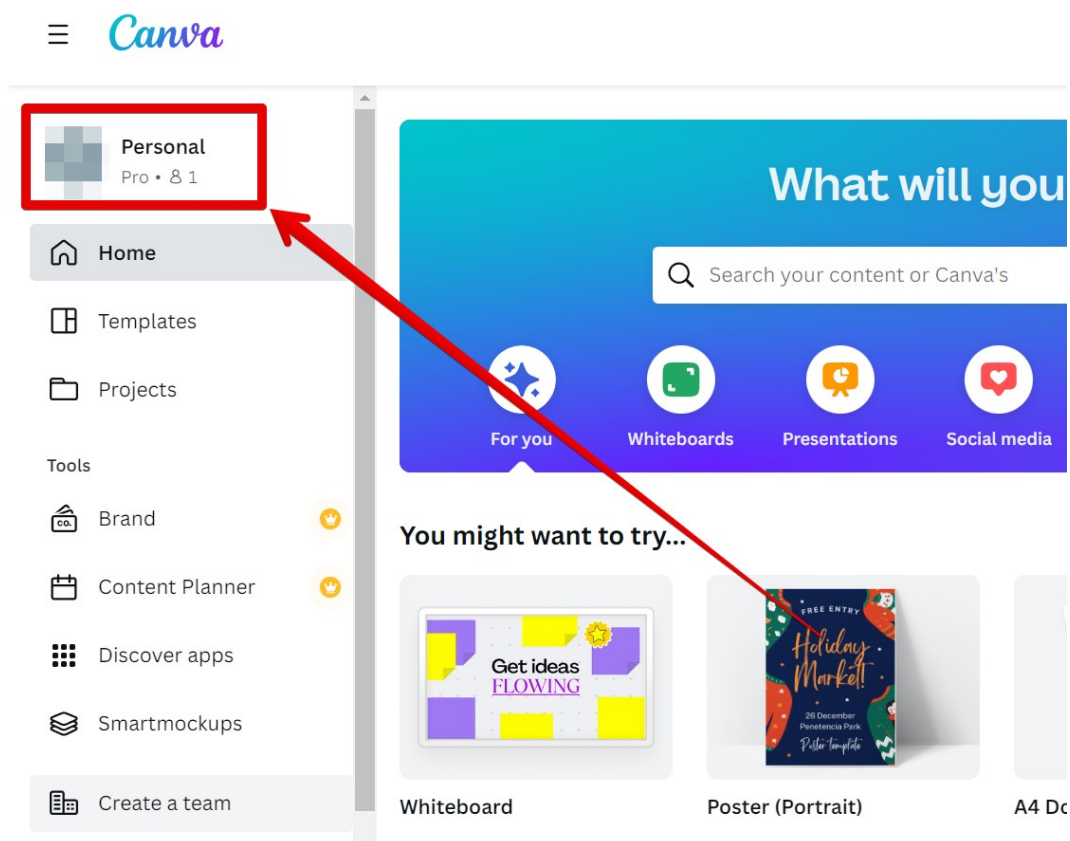 Canva
Personal
Pro • 1
Home
Templates
Projects
Tools
Brand
Content Planner
Discover apps
Smartmockups
Create a team
What will you
Search your content or Canva's
For you
Whiteboards
Presentations
Social media
You might want to try...
Get ideas
FLOWING
FREE ENTRY
Holiday
Market!
26 December
Penetencia Park
Poster template
CO.
Whiteboard
Poster (Portrait)
A4 Do